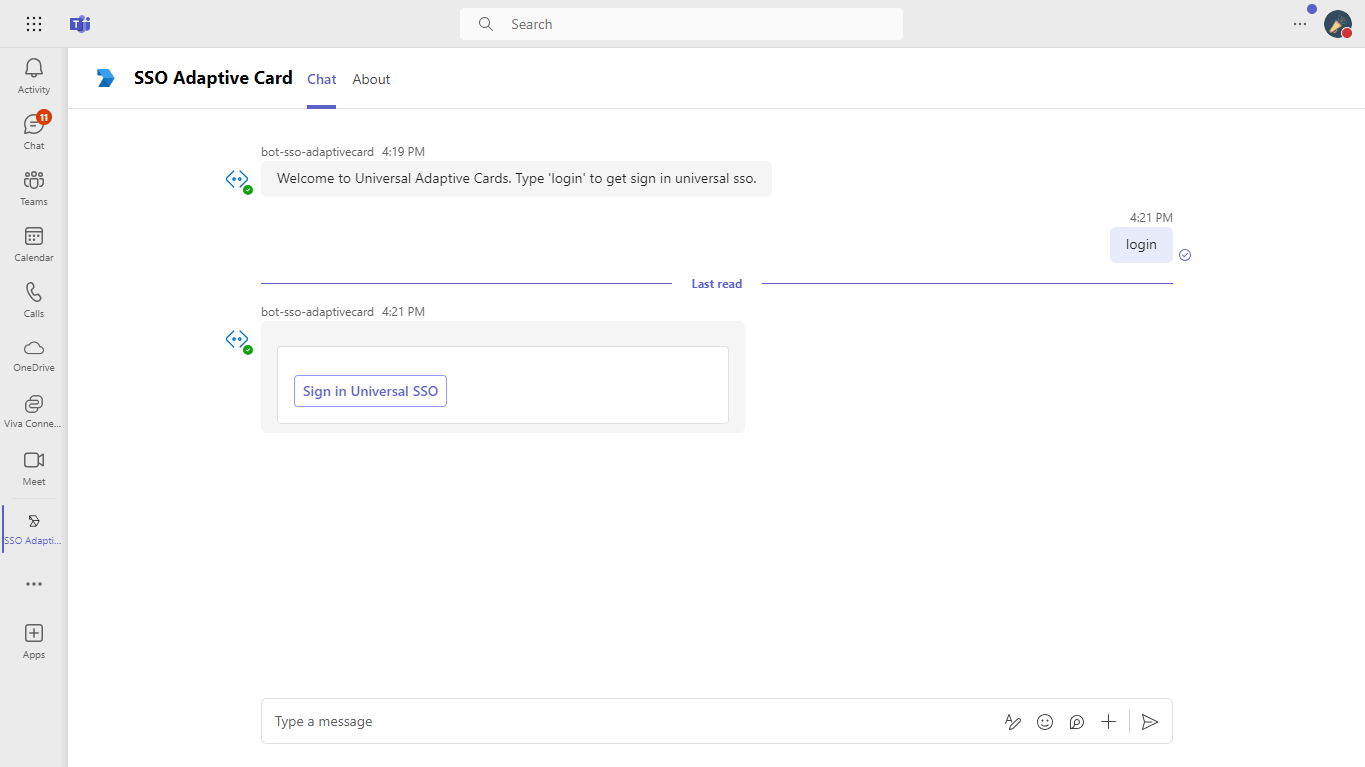 Search
Activity
11
Chat
Teams
Calendar
Calls
OneDrive
Viva Conne...
Meet
SSO Adapti...
Apps
SSO Adaptive Card
Chat
About
bot-sso-adaptivecard 4:19 PM
Welcome to Universal Adaptive Cards. Type 'login' to get sign in universal sso.
4:21 PM
login
Last read
bot-sso-adaptivecard 4:21 PM
Sign in Universal SSO
Type a message